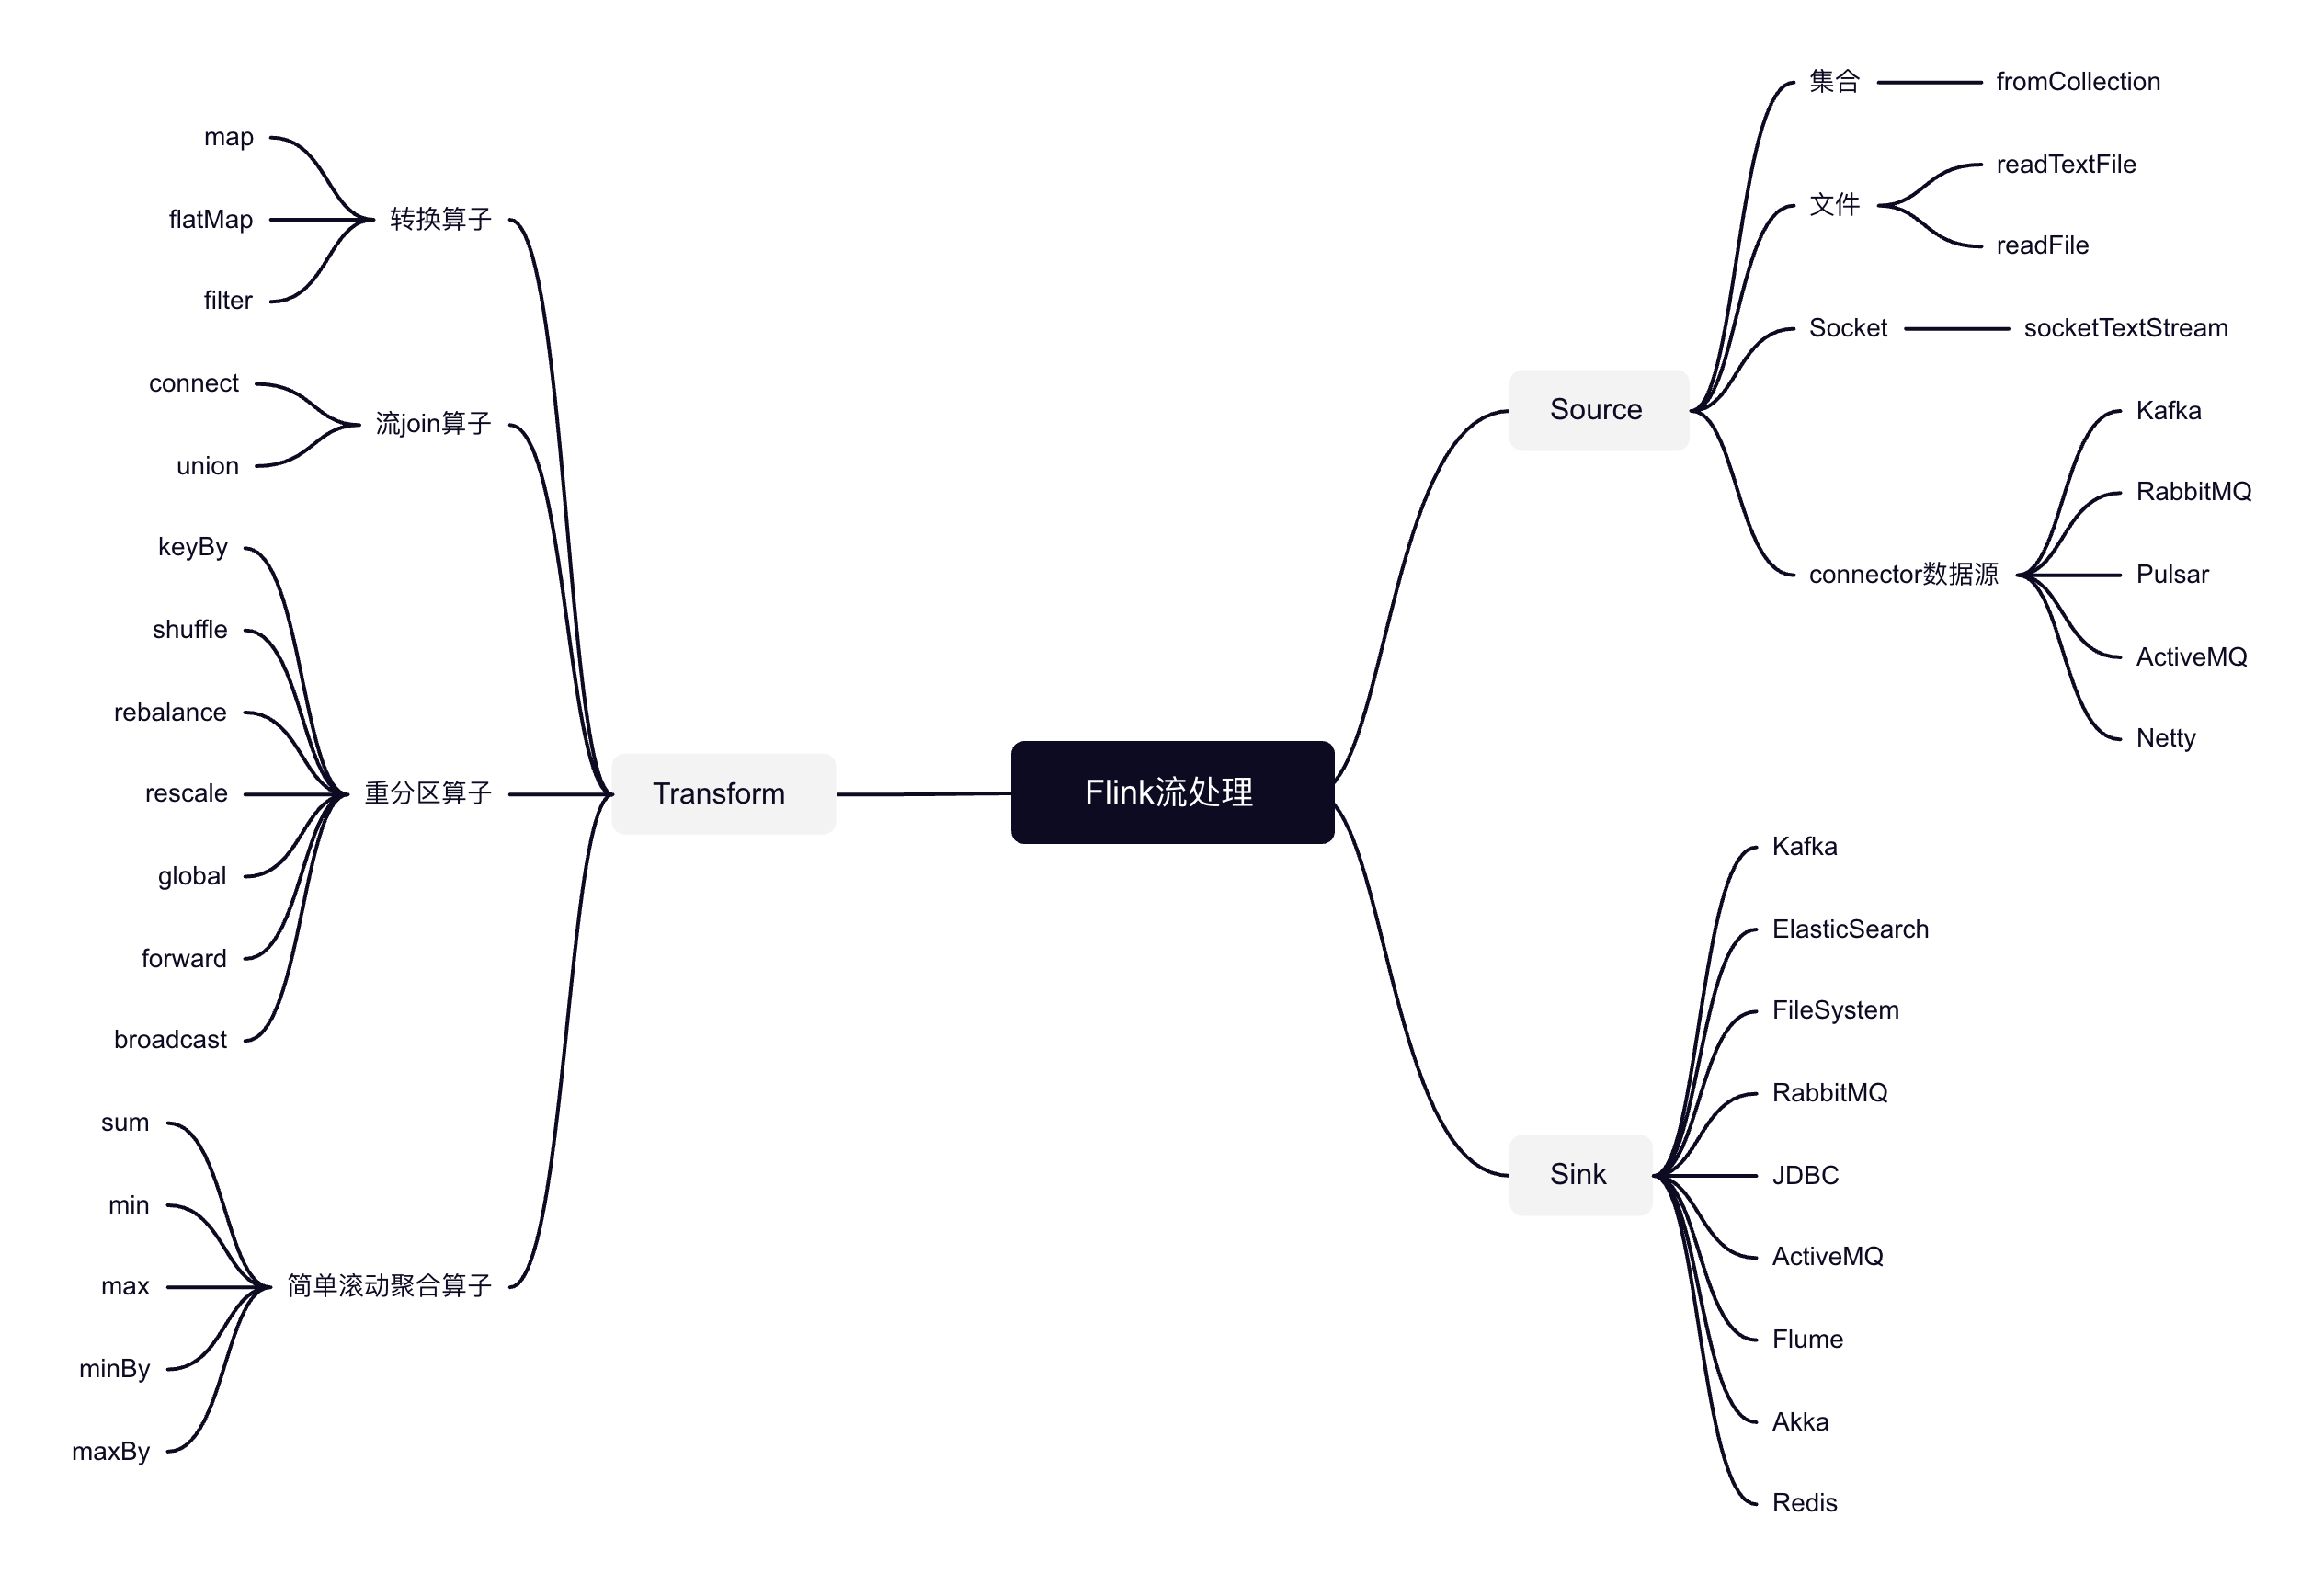 Flink流处理
Source
集合
fromCollection
文件
readTextFile
readFile
Socket
socketTextStream
connector数据源
Kafka
RabbitMQ
Pulsar
ActiveMQ
Netty
Sink
Kafka
ElasticSearch
FileSystem
RabbitMQ
JDBC
ActiveMQ
Flume
Akka
Redis
Transform
转换算子
map
flatMap
filter
流join算子
connect
union
重分区算子
keyBy
shuffle
rebalance
rescale
global
forward
broadcast
简单滚动聚合算子
sum
min
max
minBy
maxBy